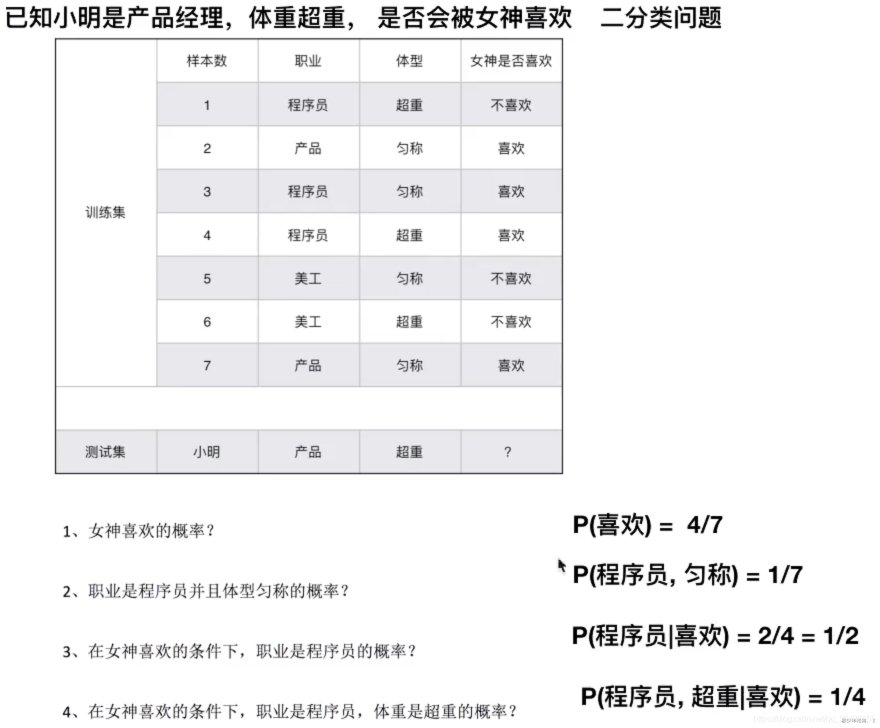 已知小明是产品经理，体重超重， 是否会被女神喜欢 二分类问题
样本数 职业 体型 女神是否喜欢
1 程序员 超重 不喜欢
2 产品 匀称 喜欢
3 程序员 匀称 喜欢
训练集
4 程序员 超重 喜欢
5 美工 匀称 不喜欢
6 美工 超重 不喜欢
7 产品 匀称 喜欢
测试集 小明 产品 超重 ?
1、女神喜欢的概率？ P(喜欢) = 4/7
2、职业是程序员并且体型匀称的概率？ P(程序员, 匀称) = 1/7
3、在女神喜欢的条件下，职业是程序员的概率？ P(程序员|喜欢) = 2/4 = 1/2
4、在女神喜欢的条件下，职业是程序员，体重是超重的概率？ P(程序员, 超重|喜欢) = 1/4